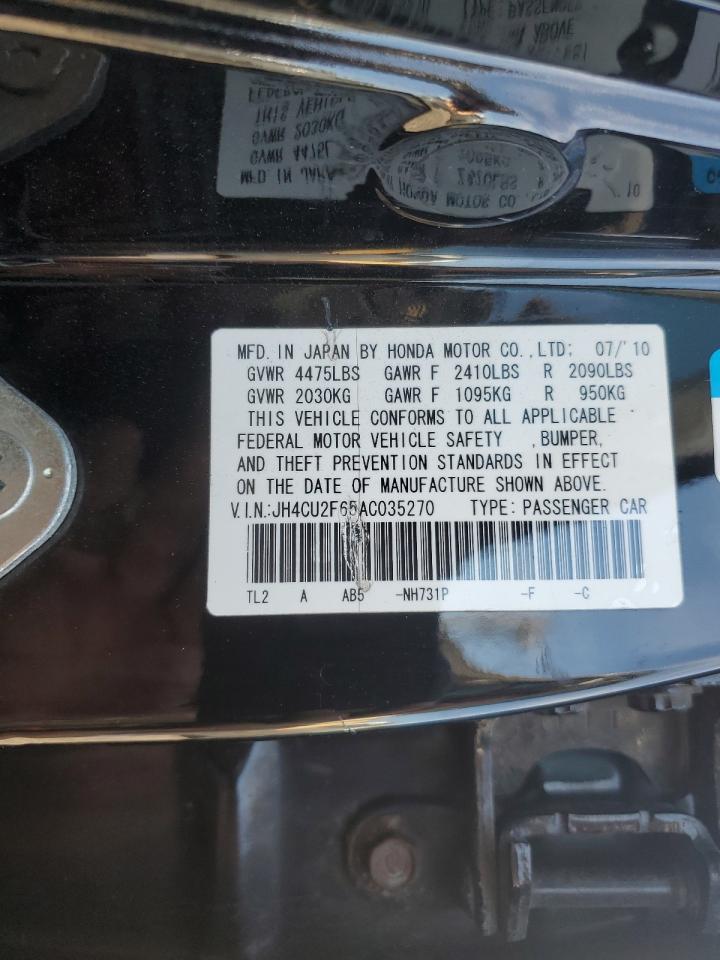 MFD. IN JAPAN BY HONDA MOTOR CO.,LTD; 07/'10
GVWR 4475LBS GAWR F 2410LBS R 2090LBS
GVWR 2030KG GAWR F 1095KG R 950KG
THIS VEHICLE CONFORMS TO ALL APPLICABLE
FEDERAL MOTOR VEHICLE SAFETY ,BUMPER,
AND THEFT PREVENTION STANDARDS IN EFFECT
ON THE DATE OF MANUFACTURE SHOWN ABOVE.
V.I.N.:JH4CU2F65AC035270 TYPE: PASSENGER CAR
TL2 A AB5 -NH731P -F -C